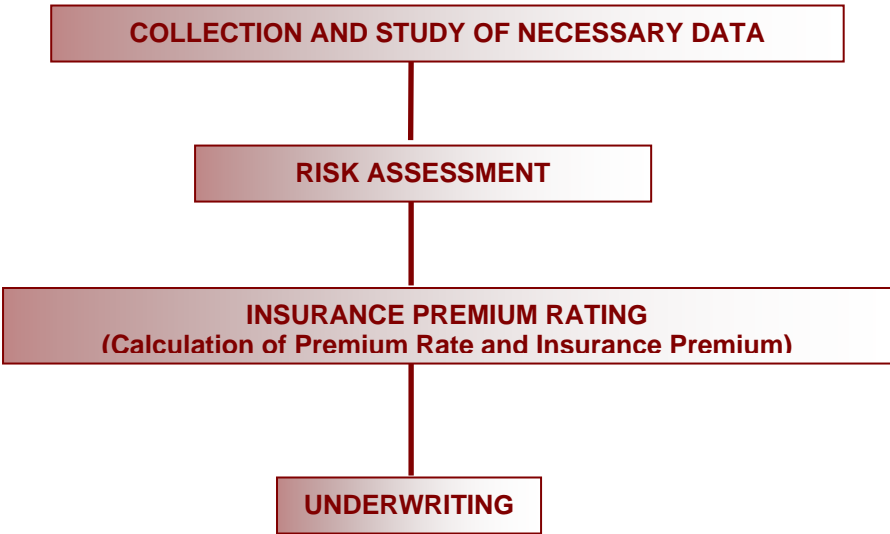 COLLECTION AND STUDY OF NECESSARY DATA
RISK ASSESSMENT
INSURANCE PREMIUM RATING
(Calculation of Premium Rate and Insurance Premium)
UNDERWRITING